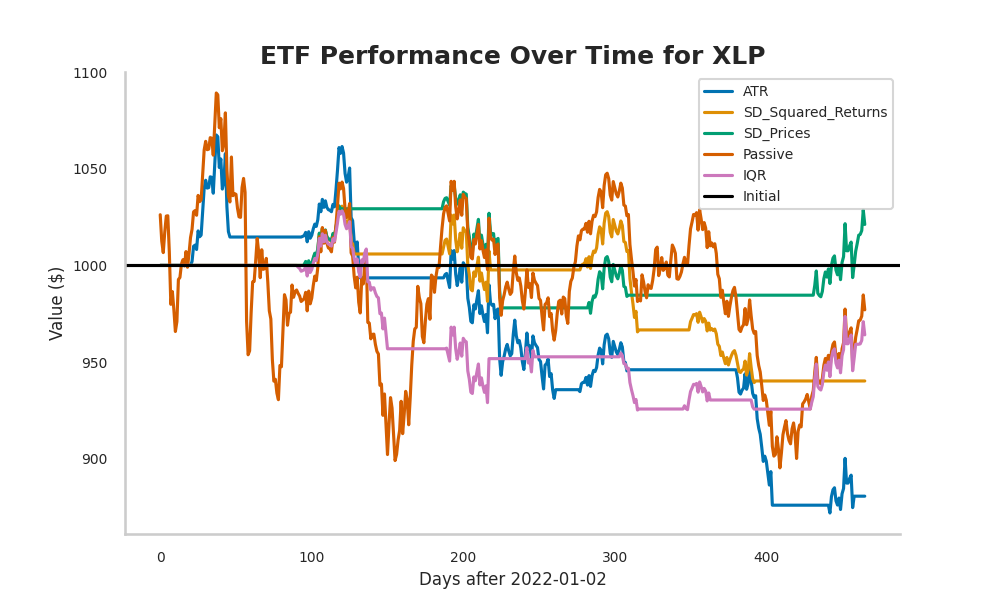 ETF Performance Over Time for XLP
1100
1050
1000
950
900
Value ($)
ATR
SD_Squared_Returns
SD_Prices
Passive
IQR
Initial
0
100
200
300
400
Days after 2022-01-02